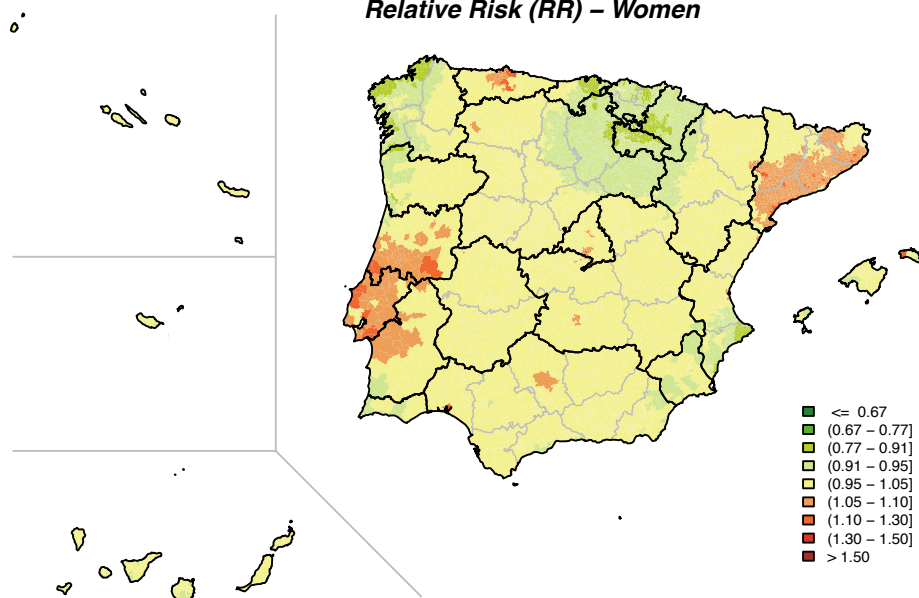 Relative Risk (RR) – Women
<= 0.67
(0.67 – 0.77]
(0.77 – 0.91]
(0.91 – 0.95]
(0.95 – 1.05]
(1.05 – 1.10]
(1.10 – 1.30]
(1.30 – 1.50]
> 1.50